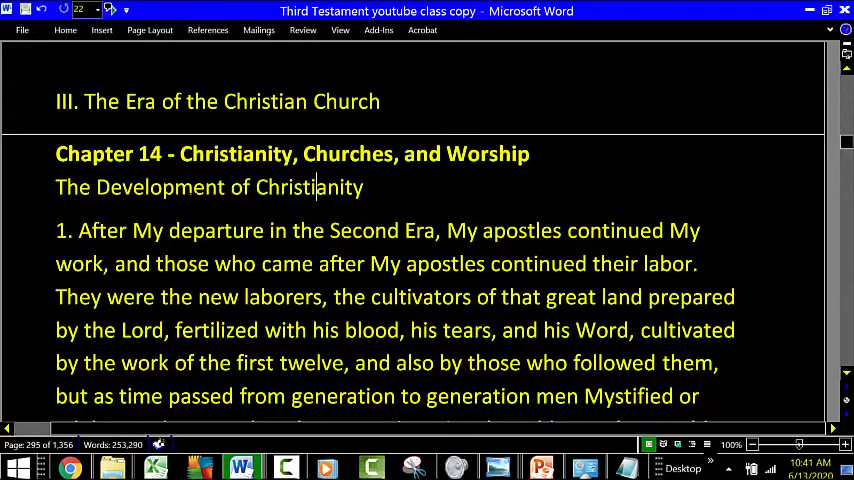 22
Third Testament youtube class copy - Microsoft Word
File Home Insert Page Layout References Mailings Review View Add-Ins Acrobat
III. The Era of the Christian Church
Chapter 14 - Christianity, Churches, and Worship
The Development of Christianity
1. After My departure in the Second Era, My apostles continued My
work, and those who came after My apostles continued their labor.
They were the new laborers, the cultivators of that great land prepared
by the Lord, fertilized with his blood, his tears, and his Word, cultivated
by the work of the first twelve, and also by those who followed them,
but as time passed from generation to generation men Mystified or
Page: 295 of 1,356 Words: 253,290 100%
Desktop
10:41 AM
6/13/2020